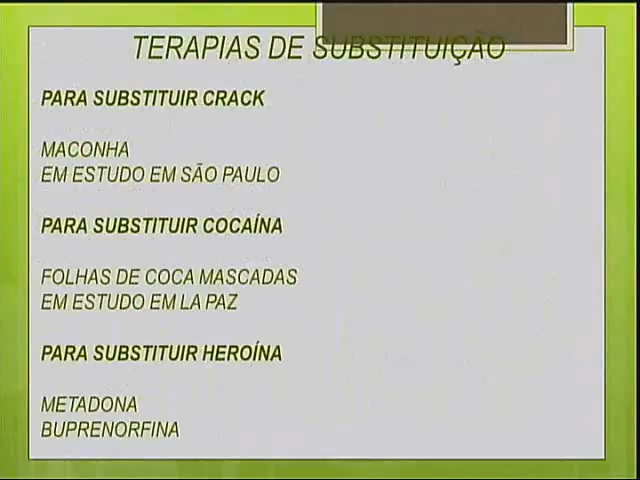 TERAPIAS DE SUBSTITUIÇÃO
PARA SUBSTITUIR CRACK
MACONHA
EM ESTUDO EM SÃO PAULO
PARA SUBSTITUIR COCAÍNA
FOLHAS DE COCA MASCADAS
EM ESTUDO EM LA PAZ
PARA SUBSTITUIR HEROÍNA
METADONA
BUPRENORFINA